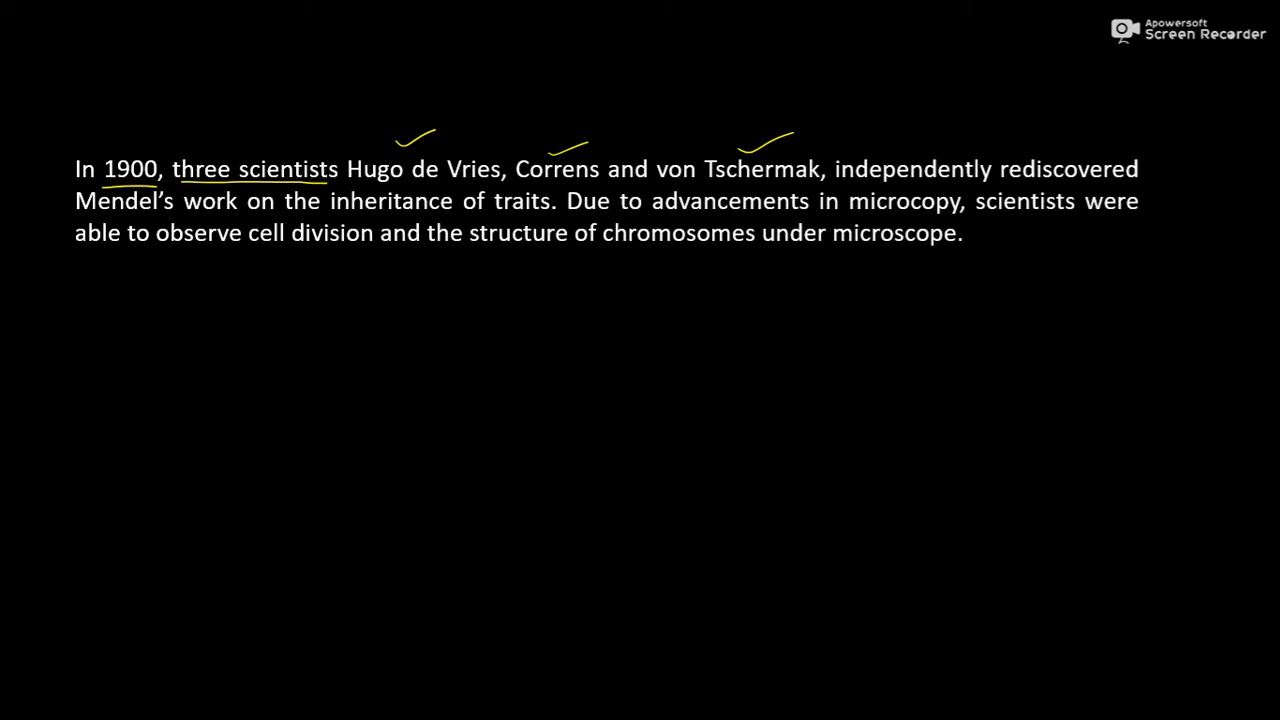 Apowersoft
Screen Recorder
In 1900, three scientists Hugo de Vries, Correns and von Tschermak, independently rediscovered
Mendel’s work on the inheritance of traits. Due to advancements in microcopy, scientists were
able to observe cell division and the structure of chromosomes under microscope.